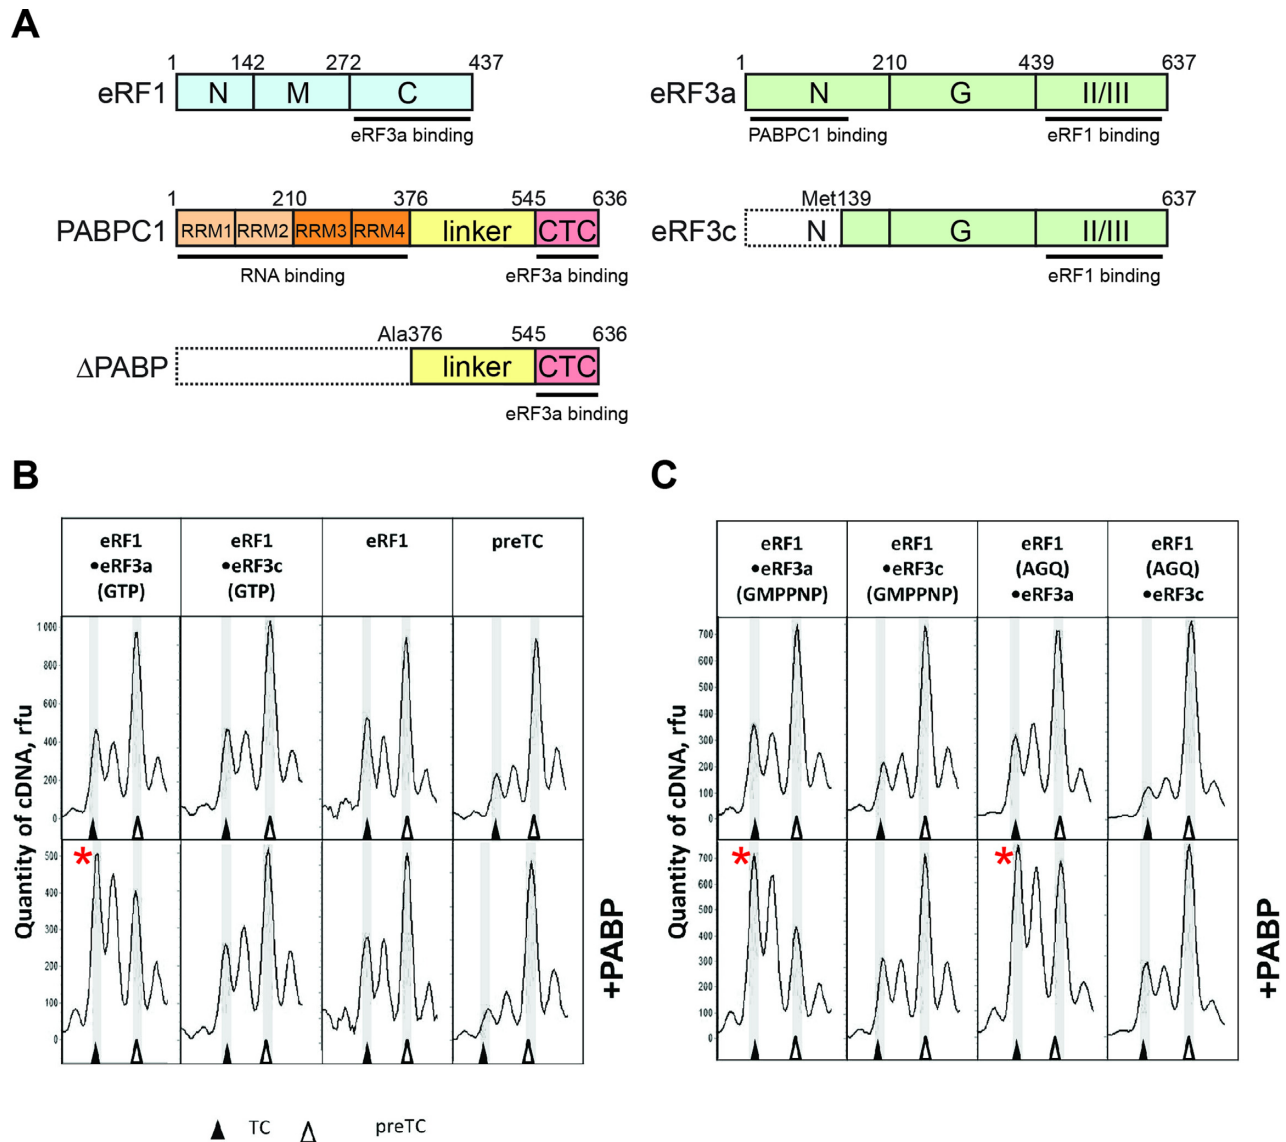 A
1 142 272 437
eRF1 N M C
eRF3a binding
1 210 439 637
eRF3a N G II/III
PABPC1 binding eRF1 binding
1 210 376 545 636
PABPC1 RRM1 RRM2 RRM3 RRM4 linker CTC
RNA binding eRF3a binding
Met139 637
eRF3c N G II/III
eRF1 binding
Ala376 545 636
ΔPABP linker CTC
eRF3a binding
B
eRF1
•eRF3a
(GTP)
eRF1
•eRF3c
(GTP)
eRF1
preTC
Quantity of cDNA, rfu
1 000
800
600
400
200
0
*
500
400
300
200
100
0
+PABP
C
eRF1
•eRF3a
(GMPPNP)
eRF1
•eRF3c
(GMPPNP)
eRF1
(AGQ)
•eRF3a
eRF1
(AGQ)
•eRF3c
Quantity of cDNA, rfu
700
600
500
400
300
200
100
0
* *
700
600
500
400
300
200
100
0
+PABP
TC preTC